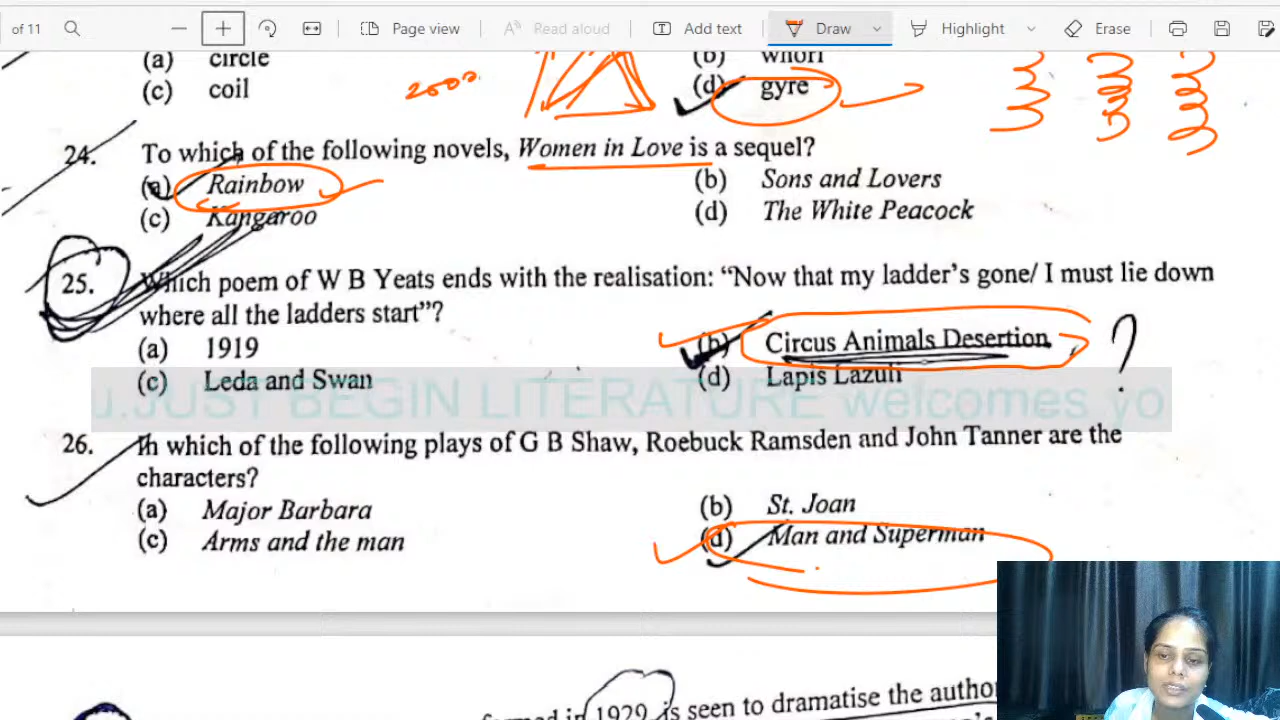 of 11 Page view Read aloud Add text Draw Highlight Erase
(a) circle (b) whorl
(c) coil (d) gyre
2000
24. To which of the following novels, Women in Love is a sequel?
(a) Rainbow (b) Sons and Lovers
(c) Kangaroo (d) The White Peacock
25. Which poem of W B Yeats ends with the realisation: “Now that my ladder's gone/ I must lie down
where all the ladders start”?
(a) 1919 (b) Circus Animals Desertion ?
(c) Leda and Swan (d) Lapis Lazuli
u.JUST BEGIN LITERATURE welcomes yo
26. In which of the following plays of G B Shaw, Roebuck Ramsden and John Tanner are the
characters?
(a) Major Barbara (b) St. Joan
(c) Arms and the man (d) Man and Superman
in 1929 is seen to dramatise the